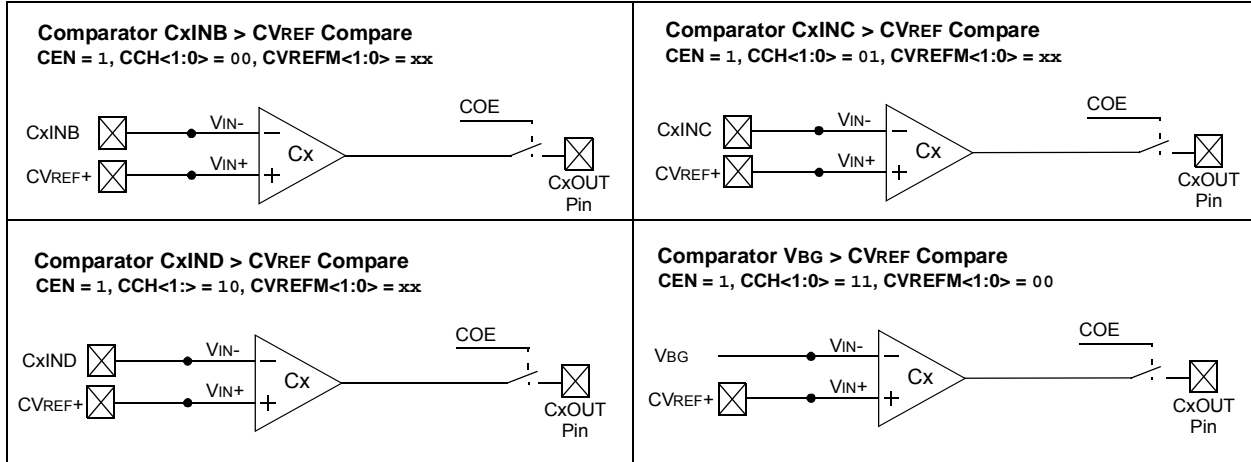 Comparator CxINB > CVREF Compare
CEN = 1, CCH<1:0> = 00, CVREFM<1:0> = xx
COE
CxINB
VIN-
Cx
CVREF+
VIN+
CxOUT
Pin
Comparator CxINC > CVREF Compare
CEN = 1, CCH<1:0> = 01, CVREFM<1:0> = xx
COE
CxINC
VIN-
Cx
CVREF+
VIN+
CxOUT
Pin
Comparator CxIND > CVREF Compare
CEN = 1, CCH<1:> = 10, CVREFM<1:0> = xx
COE
CxIND
VIN-
Cx
CVREF+
VIN+
CxOUT
Pin
Comparator VBG > CVREF Compare
CEN = 1, CCH<1:0> = 11, CVREFM<1:0> = 00
COE
VBG
VIN-
Cx
CVREF+
VIN+
CxOUT
Pin